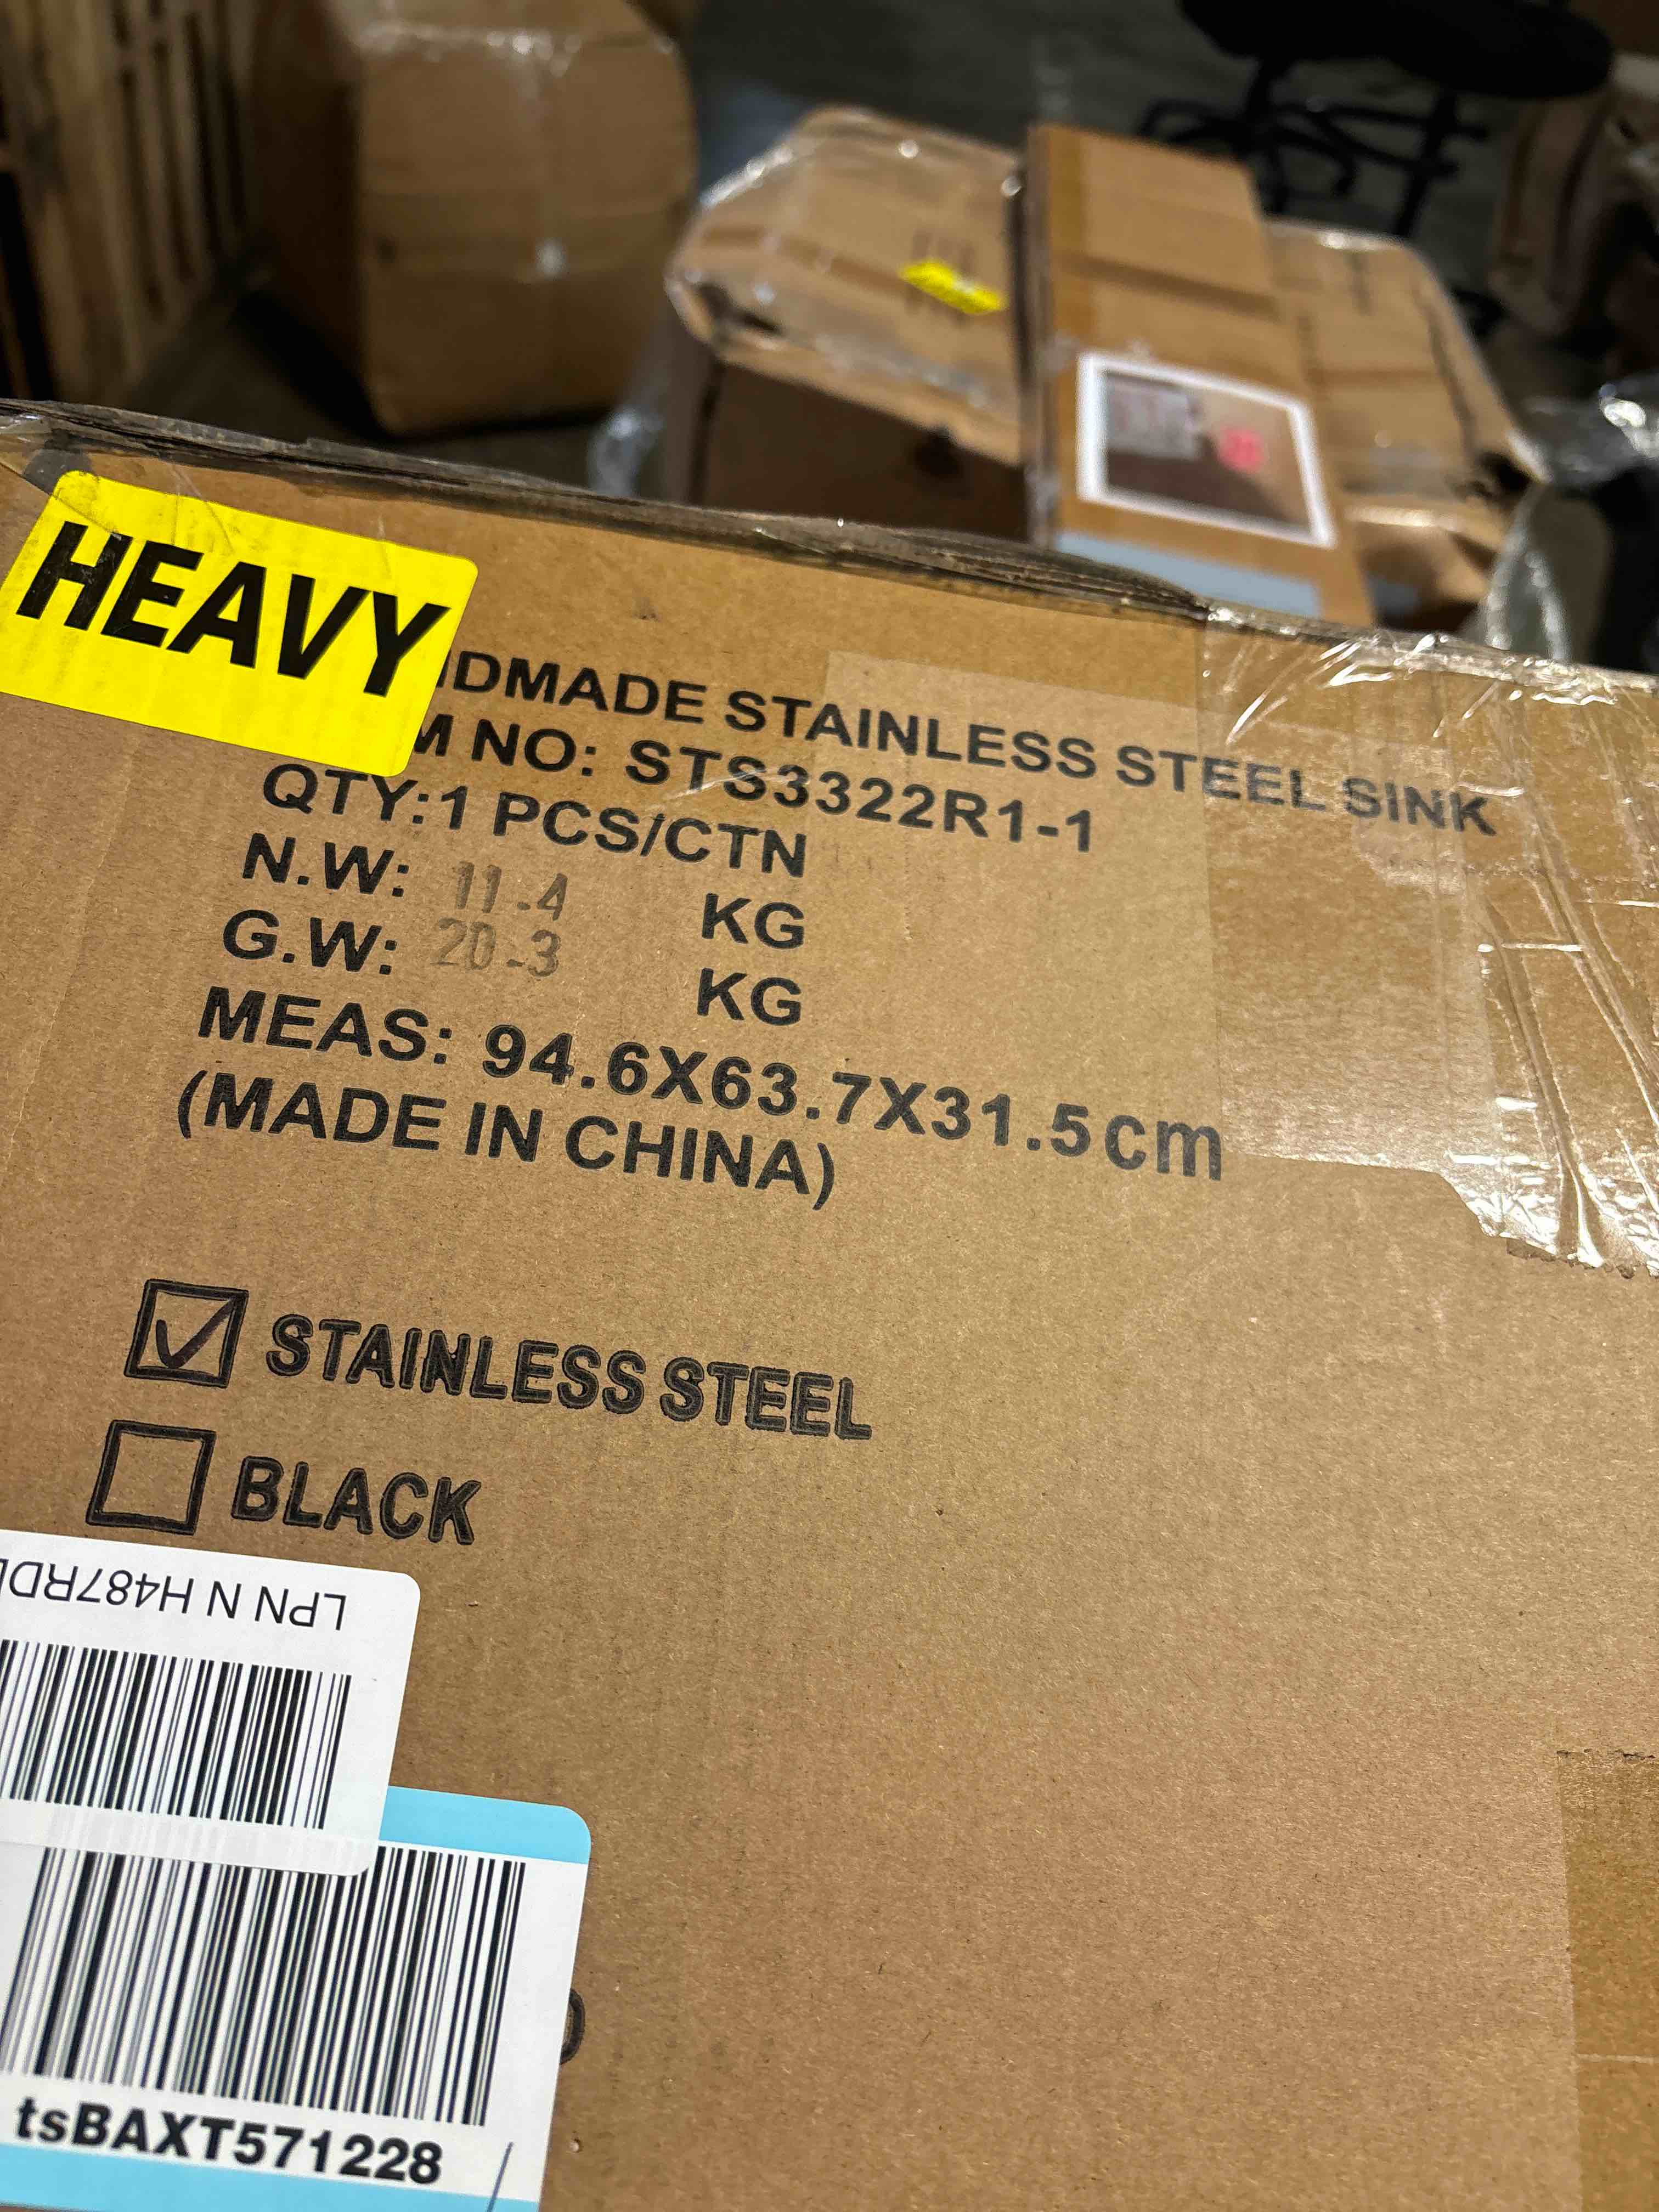 HEAVY
DMADE STAINLESS STEEL SINK
M NO: STS3322R1-1
QTY:1 PCS/CTN
N.W: 11.4 KG
G.W: 20.3 KG
MEAS: 94.6X63.7X31.5cm
(MADE IN CHINA)
STAINLESS STEEL
BLACK
LPN N H487RD
tsBAXT571228